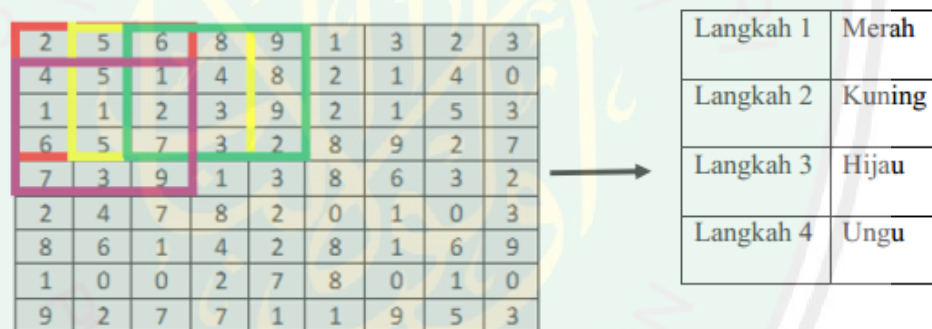 2 5 6 8 9 1 3 2 3
4 5 1 4 8 2 1 4 0
1 1 2 3 9 2 1 5 3
6 5 7 3 2 8 9 2 7
7 3 9 1 3 8 6 3 2
2 4 7 8 2 0 1 0 3
8 6 1 4 2 8 1 6 9
1 0 0 2 7 8 0 1 0
9 2 7 7 1 1 9 5 3
Langkah 1 Merah
Langkah 2 Kuning
Langkah 3 Hijau
Langkah 4 Ungu